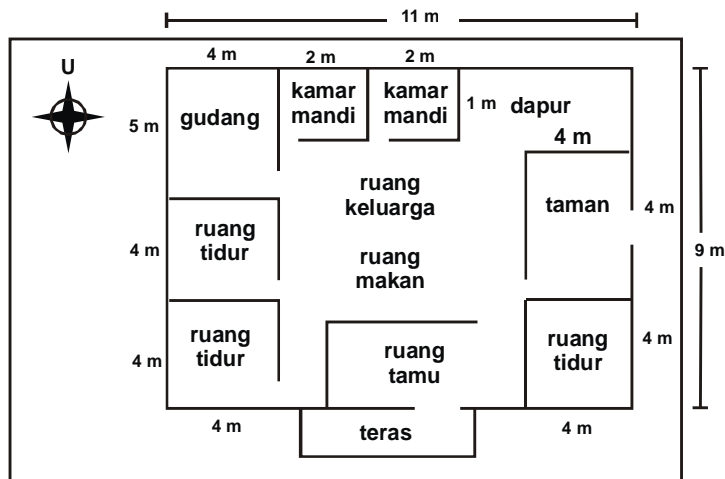 11 m
U
4 m
2 m
2 m
5 m
gudang
kamar
mandi
kamar
mandi
1 m
dapur
4 m
ruang
keluarga
taman
4 m
ruang
tidur
4 m
ruang
makan
9 m
ruang
tidur
4 m
ruang
tamu
ruang
tidur
4 m
4 m
teras
4 m